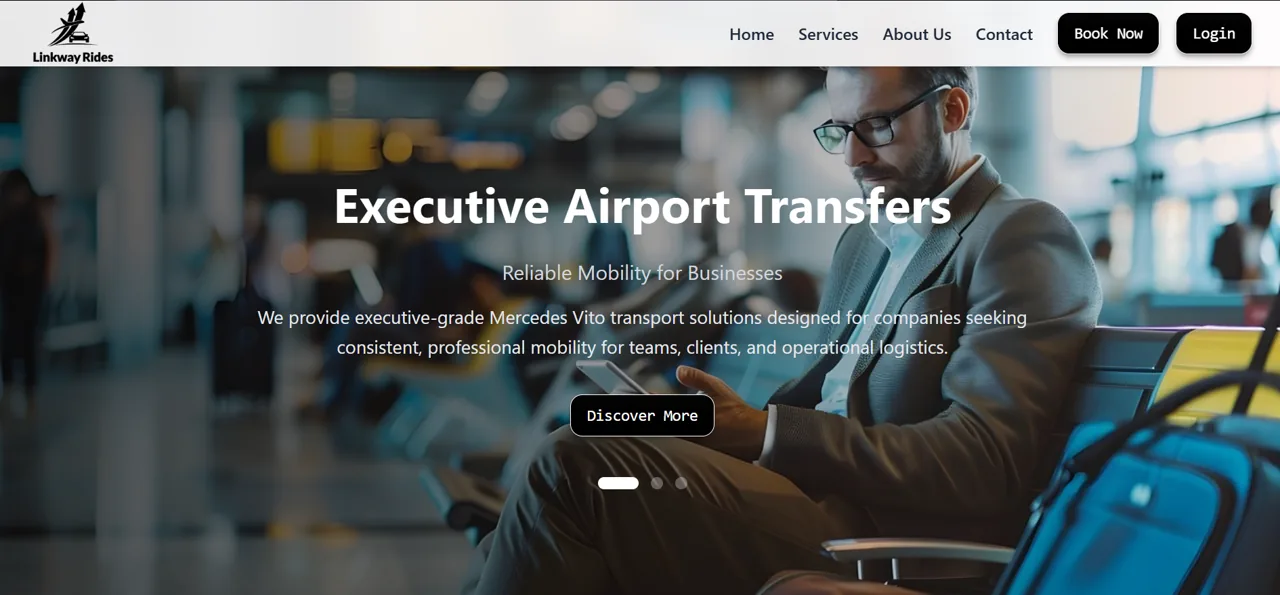 Linkway Rides
Home
Services
About Us
Contact
Book Now
Login
Executive Airport Transfers
Reliable Mobility for Businesses
We provide executive-grade Mercedes Vito transport solutions designed for companies seeking
consistent, professional mobility for teams, clients, and operational logistics.
Discover More